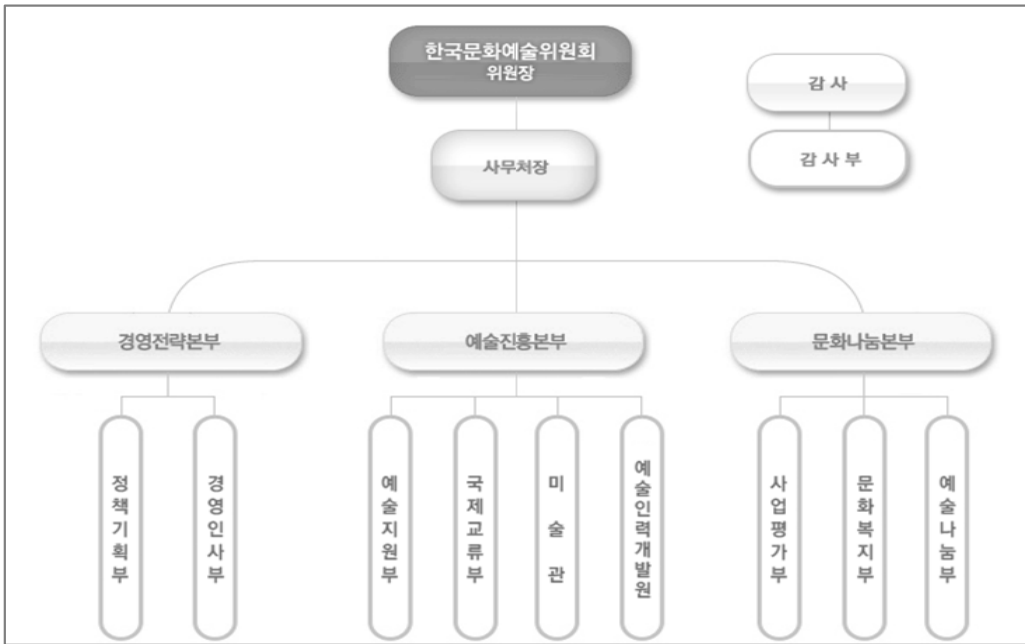 한국문화예술위원회
위원장
감 사
사무처장
감 사 부
경영전략본부
예술진흥본부
문화나눔본부
정책기획부
경영인사부
예술지원부
국제교류부
미 술 관
예술인력개발원
사업평가부
문화복지부
예술나눔부